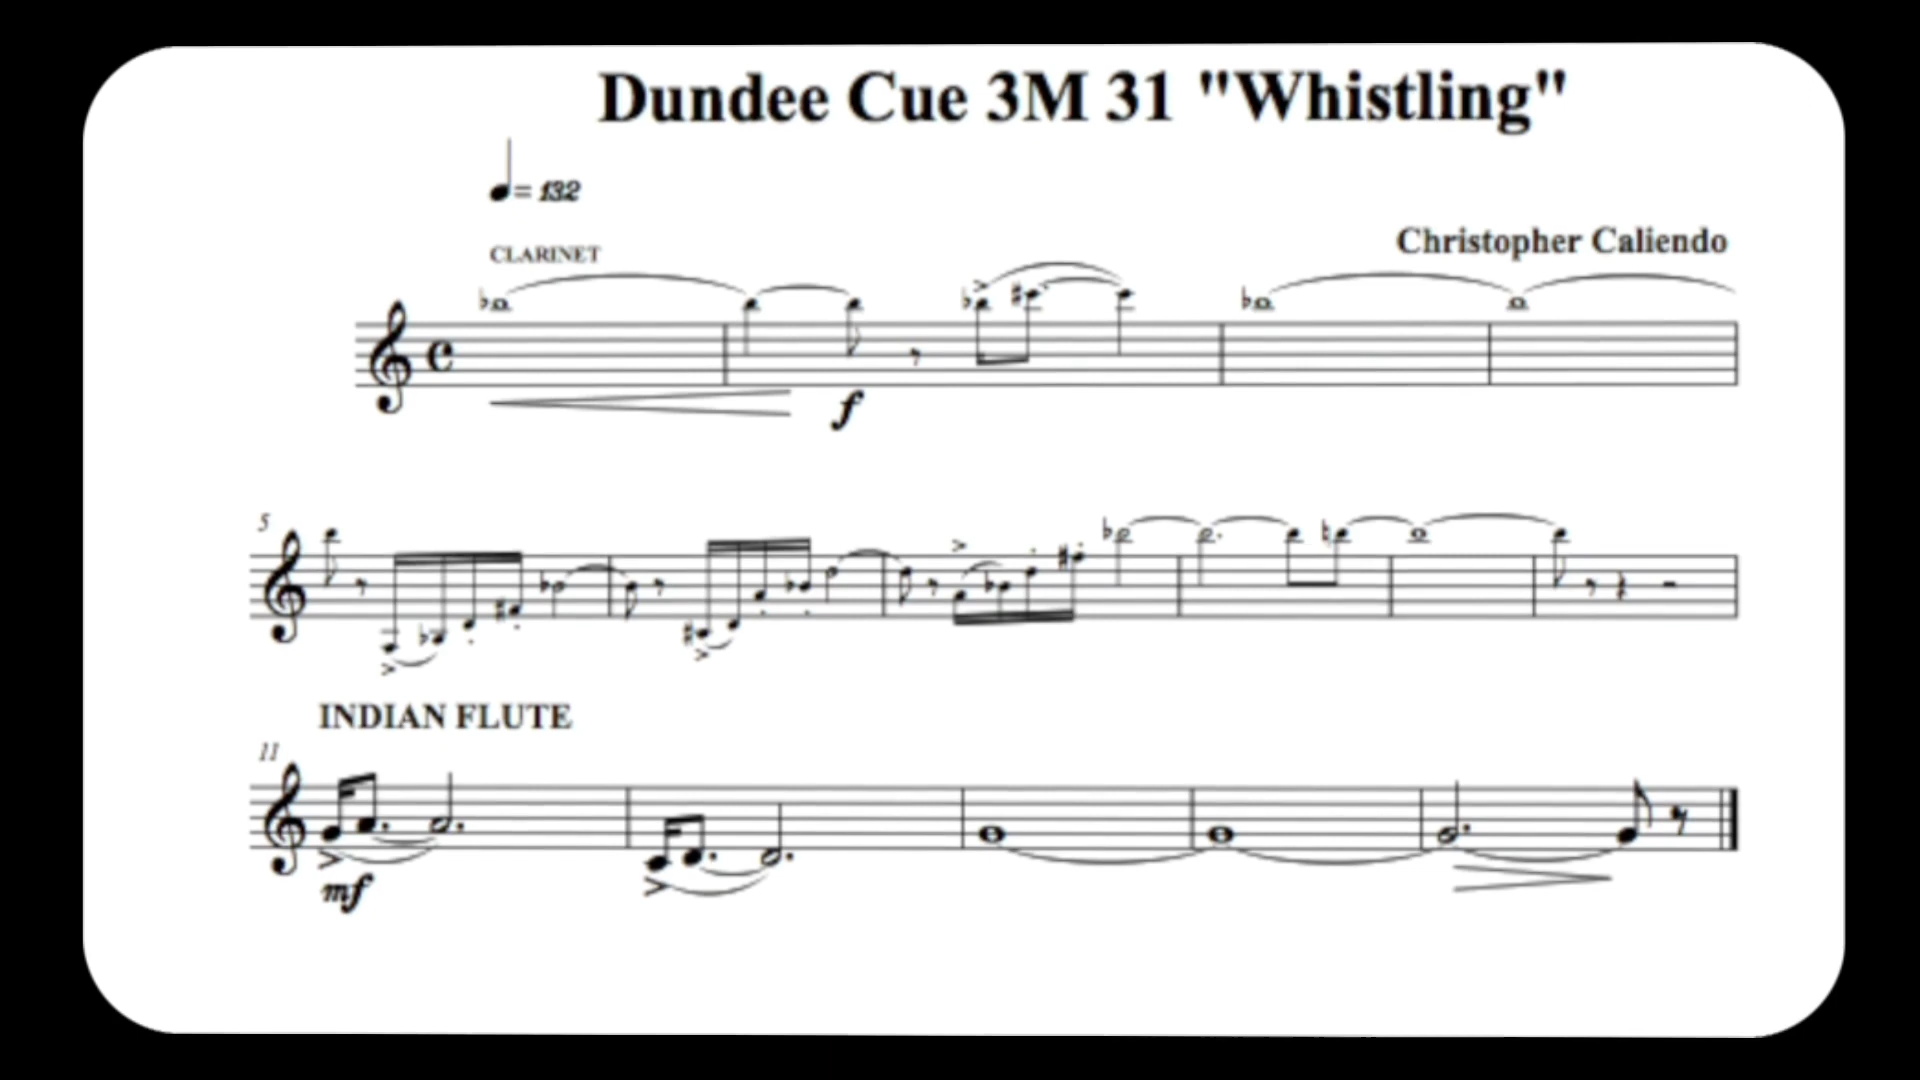 Dundee Cue 3M 31 "Whistling"
= 132
Christopher Caliendo
CLARINET
f
5
INDIAN FLUTE
11
mf